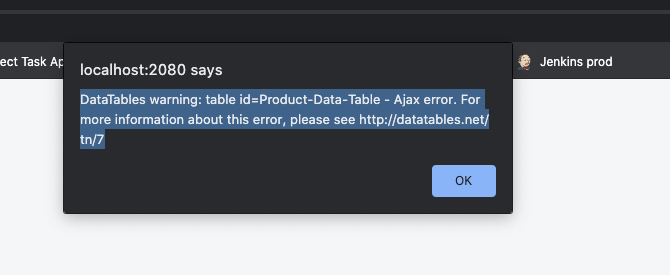 ect Task Ap
Jenkins prod
localhost:2080 says
DataTables warning: table id=Product-Data-Table - Ajax error. For
more information about this error, please see http://datatables.net/
tn/7
OK